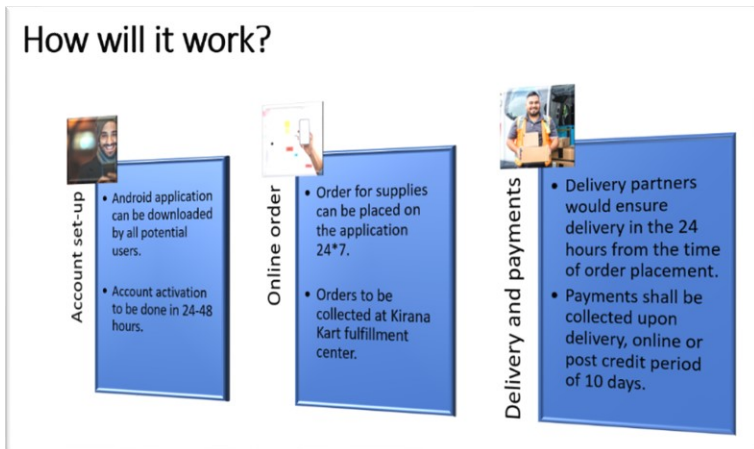 How will it work?
Account set-up
• Android application
can be downloaded
by all potential
users.
• Account activation
to be done in 24-48
hours.
Online order
• Order for supplies
can be placed on
the application
24*7.
• Orders to be
collected at Kirana
Kart fulfillment
center.
Delivery and payments
• Delivery partners
would ensure
delivery in the 24
hours from the time
of order placement.
• Payments shall be
collected upon
delivery, online or
post credit period
of 10 days.